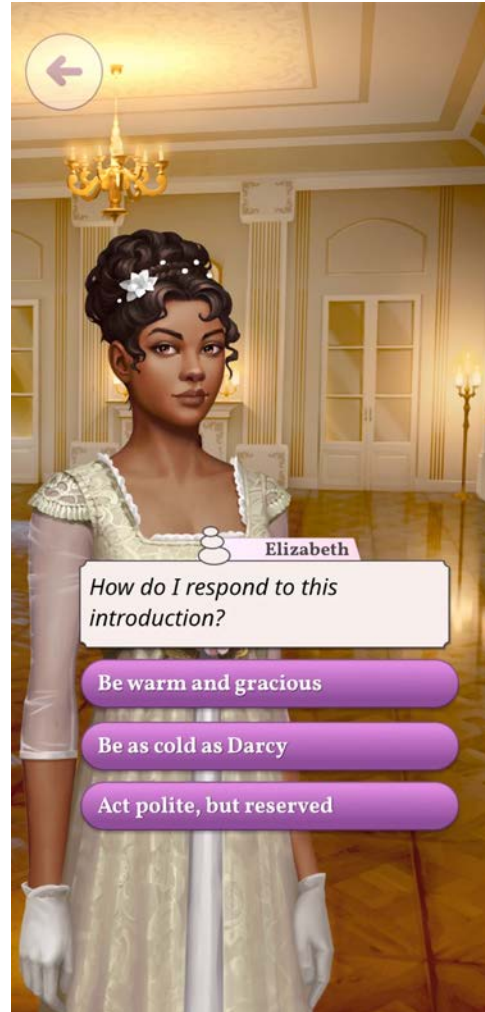 Elizabeth
How do I respond to this
introduction?
Be warm and gracious
Be as cold as Darcy
Act polite, but reserved